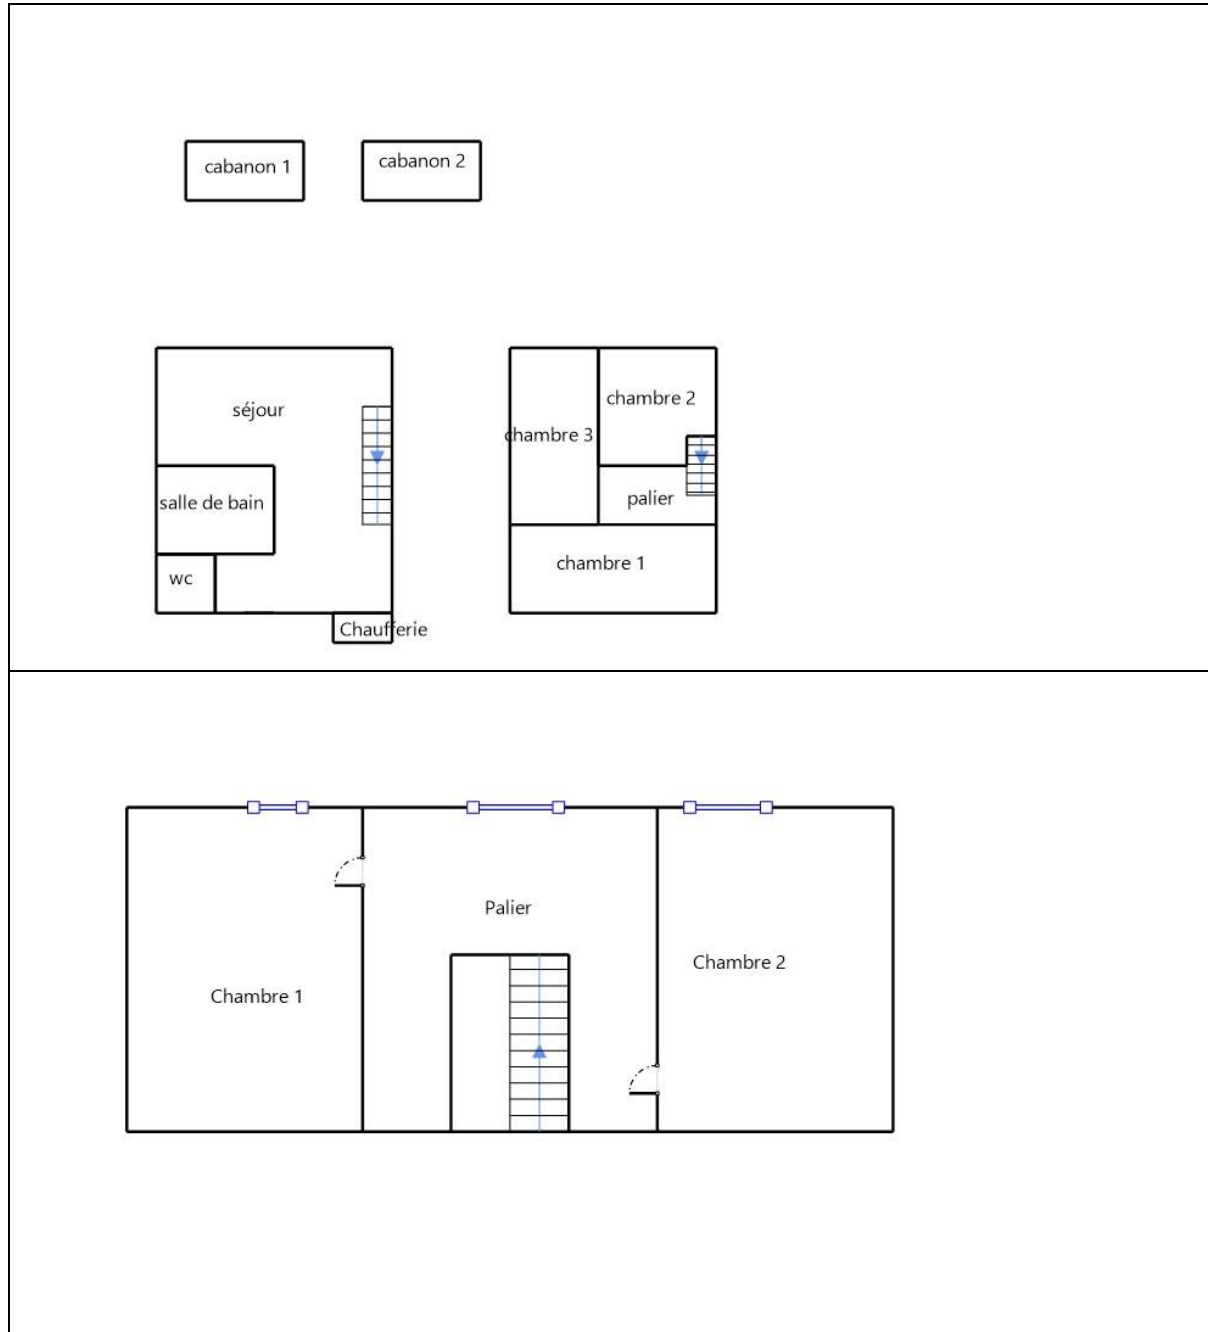 cabanon 1
cabanon 2
séjour
chambre 2
chambre 3
salle de bain
palier
chambre 1
wc
Chaufferie
Palier
Chambre 2
Chambre 1